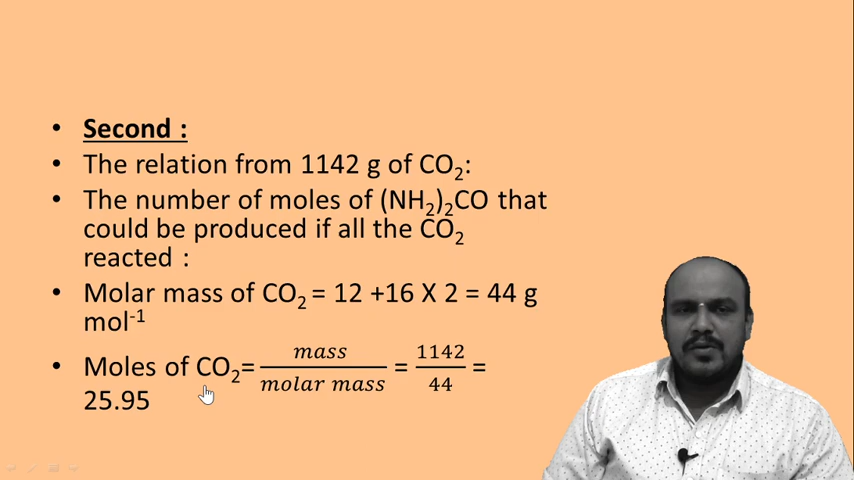 • Second :
• The relation from 1142 g of CO₂:
• The number of moles of (NH₂)₂CO that
could be produced if all the CO₂
reacted :
• Molar mass of CO₂ = 12 +16 X 2 = 44 g
mol⁻¹
• Moles of CO₂= mass/molar mass = 1142/44 =
25.95